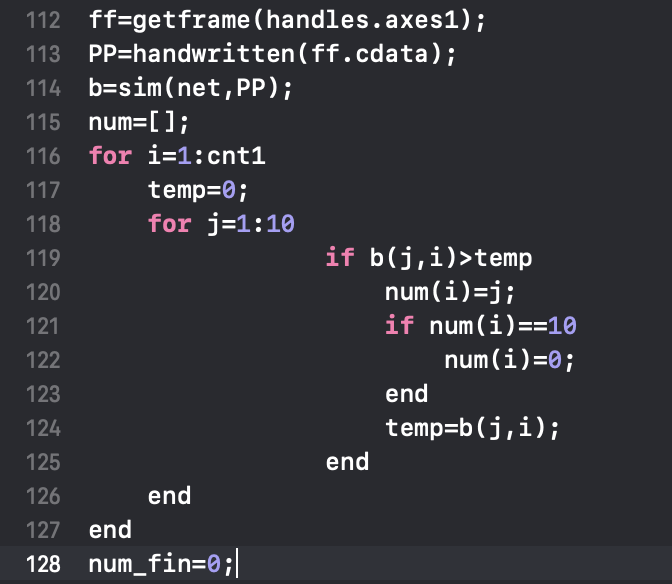 112 ff=getframe(handles.axes1);
113 PP=handwritten(ff.cdata);
114 b=sim(net,PP);
115 num=[];
116 for i=1:cnt1
117     temp=0;
118     for j=1:10
119                 if b(j,i)>temp
120                     num(i)=j;
121                     if num(i)==10
122                         num(i)=0;
123                     end
124                     temp=b(j,i);
125                 end
126     end
127 end
128 num_fin=0;